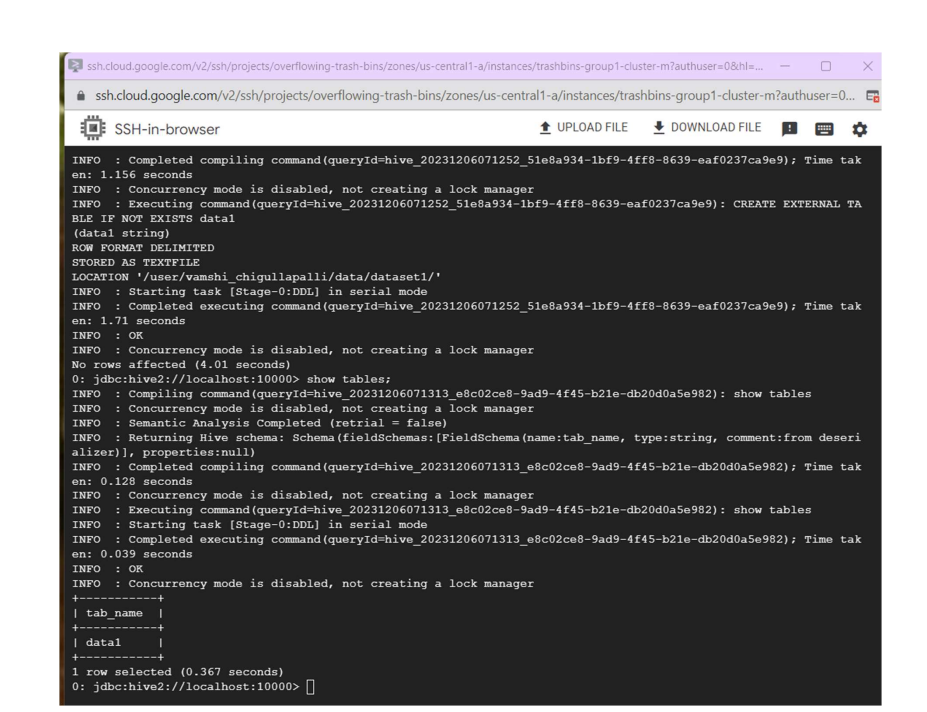 ssh.cloud.google.com/v2/ssh/projects/overflowing-trash-bins/zones/us-central1-a/instances/trashbins-group1-cluster-m?authuser=0&hl=...
ssh.cloud.google.com/v2/ssh/projects/overflowing-trash-bins/zones/us-central1-a/instances/trashbins-group1-cluster-m?authuser=0...
SSH-in-browser UPLOAD FILE DOWNLOAD FILE
INFO  : Completed compiling command(queryId=hive_20231206071252_51e8a934-1bf9-4ff8-8639-eaf0237ca9e9); Time tak
en: 1.156 seconds
INFO  : Concurrency mode is disabled, not creating a lock manager
INFO  : Executing command(queryId=hive_20231206071252_51e8a934-1bf9-4ff8-8639-eaf0237ca9e9): CREATE EXTERNAL TA
BLE IF NOT EXISTS data1
(data1 string)
ROW FORMAT DELIMITED
STORED AS TEXTFILE
LOCATION '/user/vamshi_chigullapalli/data/dataset1/'
INFO  : Starting task [Stage-0:DDL] in serial mode
INFO  : Completed executing command(queryId=hive_20231206071252_51e8a934-1bf9-4ff8-8639-eaf0237ca9e9); Time tak
en: 1.71 seconds
INFO  : OK
INFO  : Concurrency mode is disabled, not creating a lock manager
No rows affected (4.01 seconds)
0: jdbc:hive2://localhost:10000> show tables;
INFO  : Compiling command(queryId=hive_20231206071313_e8c02ce8-9ad9-4f45-b21e-db20d0a5e982): show tables
INFO  : Concurrency mode is disabled, not creating a lock manager
INFO  : Semantic Analysis Completed (retrial = false)
INFO  : Returning Hive schema: Schema(fieldSchemas:[FieldSchema(name:tab_name, type:string, comment:from deseri
alizer)], properties:null)
INFO  : Completed compiling command(queryId=hive_20231206071313_e8c02ce8-9ad9-4f45-b21e-db20d0a5e982); Time tak
en: 0.128 seconds
INFO  : Concurrency mode is disabled, not creating a lock manager
INFO  : Executing command(queryId=hive_20231206071313_e8c02ce8-9ad9-4f45-b21e-db20d0a5e982): show tables
INFO  : Starting task [Stage-0:DDL] in serial mode
INFO  : Completed executing command(queryId=hive_20231206071313_e8c02ce8-9ad9-4f45-b21e-db20d0a5e982); Time tak
en: 0.039 seconds
INFO  : OK
INFO  : Concurrency mode is disabled, not creating a lock manager
+-----------+
| tab_name  |
+-----------+
| data1     |
+-----------+
1 row selected (0.367 seconds)
0: jdbc:hive2://localhost:10000>